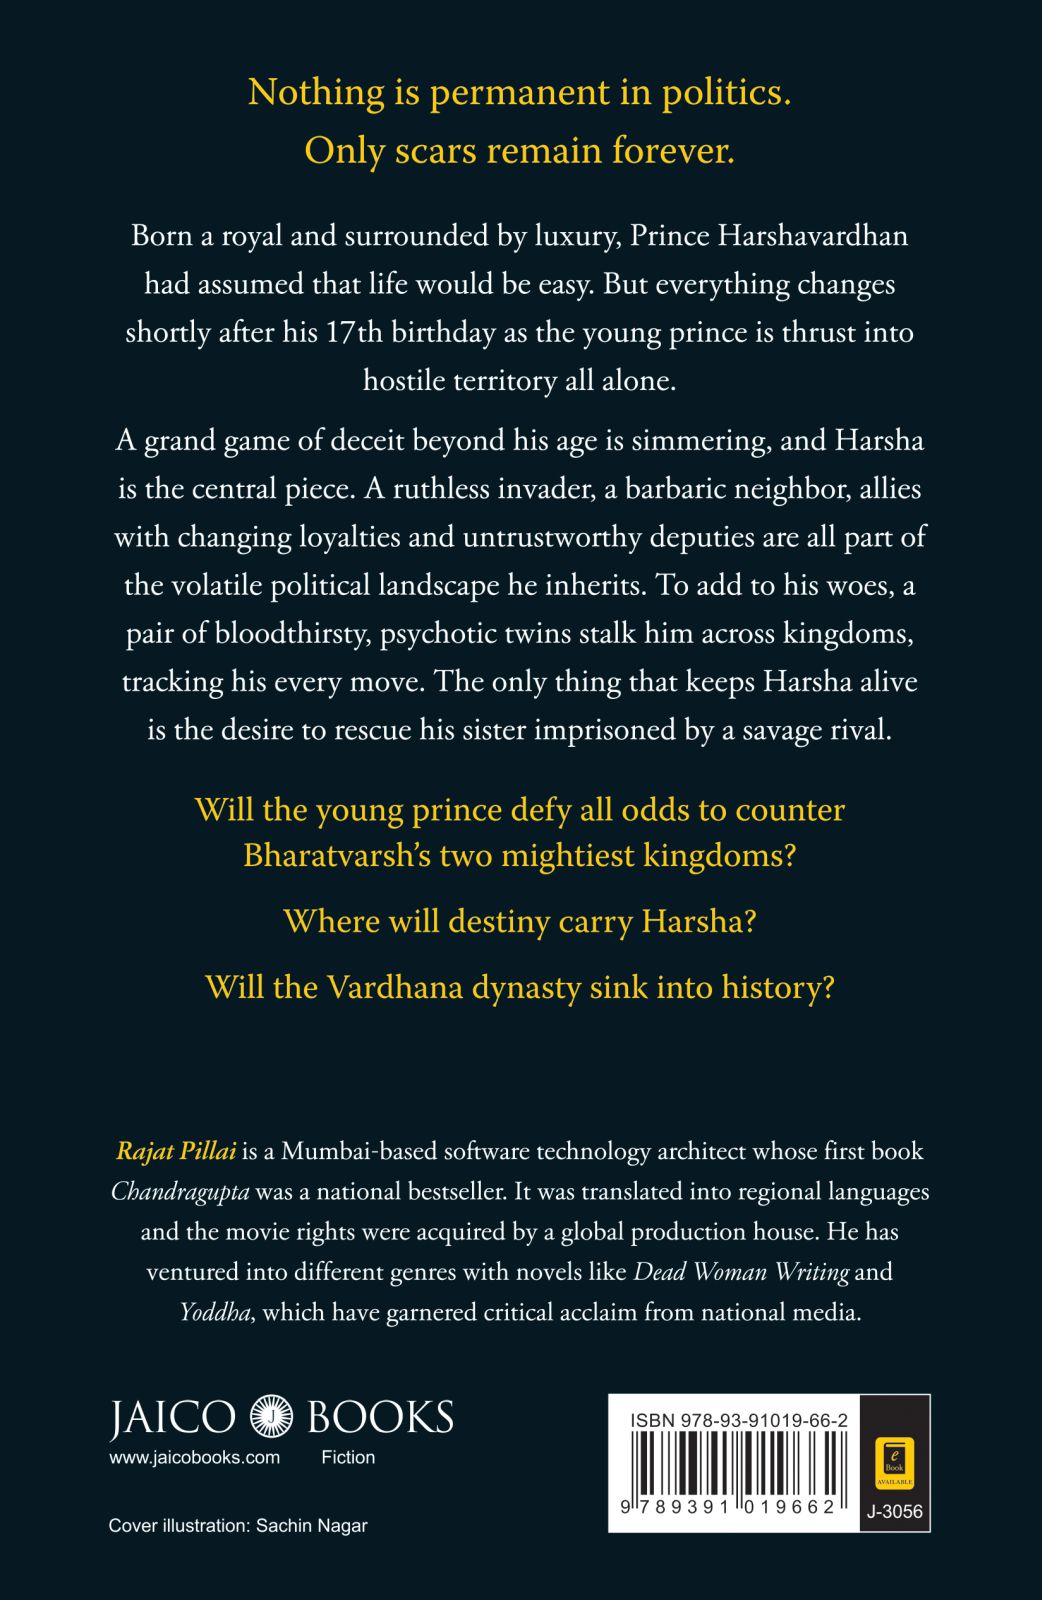 Nothing is permanent in politics.
Only scars remain forever.
Born a royal and surrounded by luxury, Prince Harshavardhan
had assumed that life would be easy. But everything changes
shortly after his 17th birthday as the young prince is thrust into
hostile territory all alone.
A grand game of deceit beyond his age is simmering, and Harsha
is the central piece. A ruthless invader, a barbaric neighbor, allies
with changing loyalties and untrustworthy deputies are all part of
the volatile political landscape he inherits. To add to his woes, a
pair of bloodthirsty, psychotic twins stalk him across kingdoms,
tracking his every move. The only thing that keeps Harsha alive
is the desire to rescue his sister imprisoned by a savage rival.
Will the young prince defy all odds to counter
Bharatvarsh's two mightiest kingdoms?
Where will destiny carry Harsha?
Will the Vardhana dynasty sink into history?
Rajat Pillai is a Mumbai-based software technology architect whose first book
Chandragupta was a national bestseller. It was translated into regional languages
and the movie rights were acquired by a global production house. He has
ventured into different genres with novels like Dead Woman Writing and
Yoddha, which have garnered critical acclaim from national media.
JAICO J BOOKS
www.jaicobooks.com Fiction
Cover illustration: Sachin Nagar
ISBN 978-93-91019-66-2
9 789391 019662
e
Book
AVAILABLE
J-3056